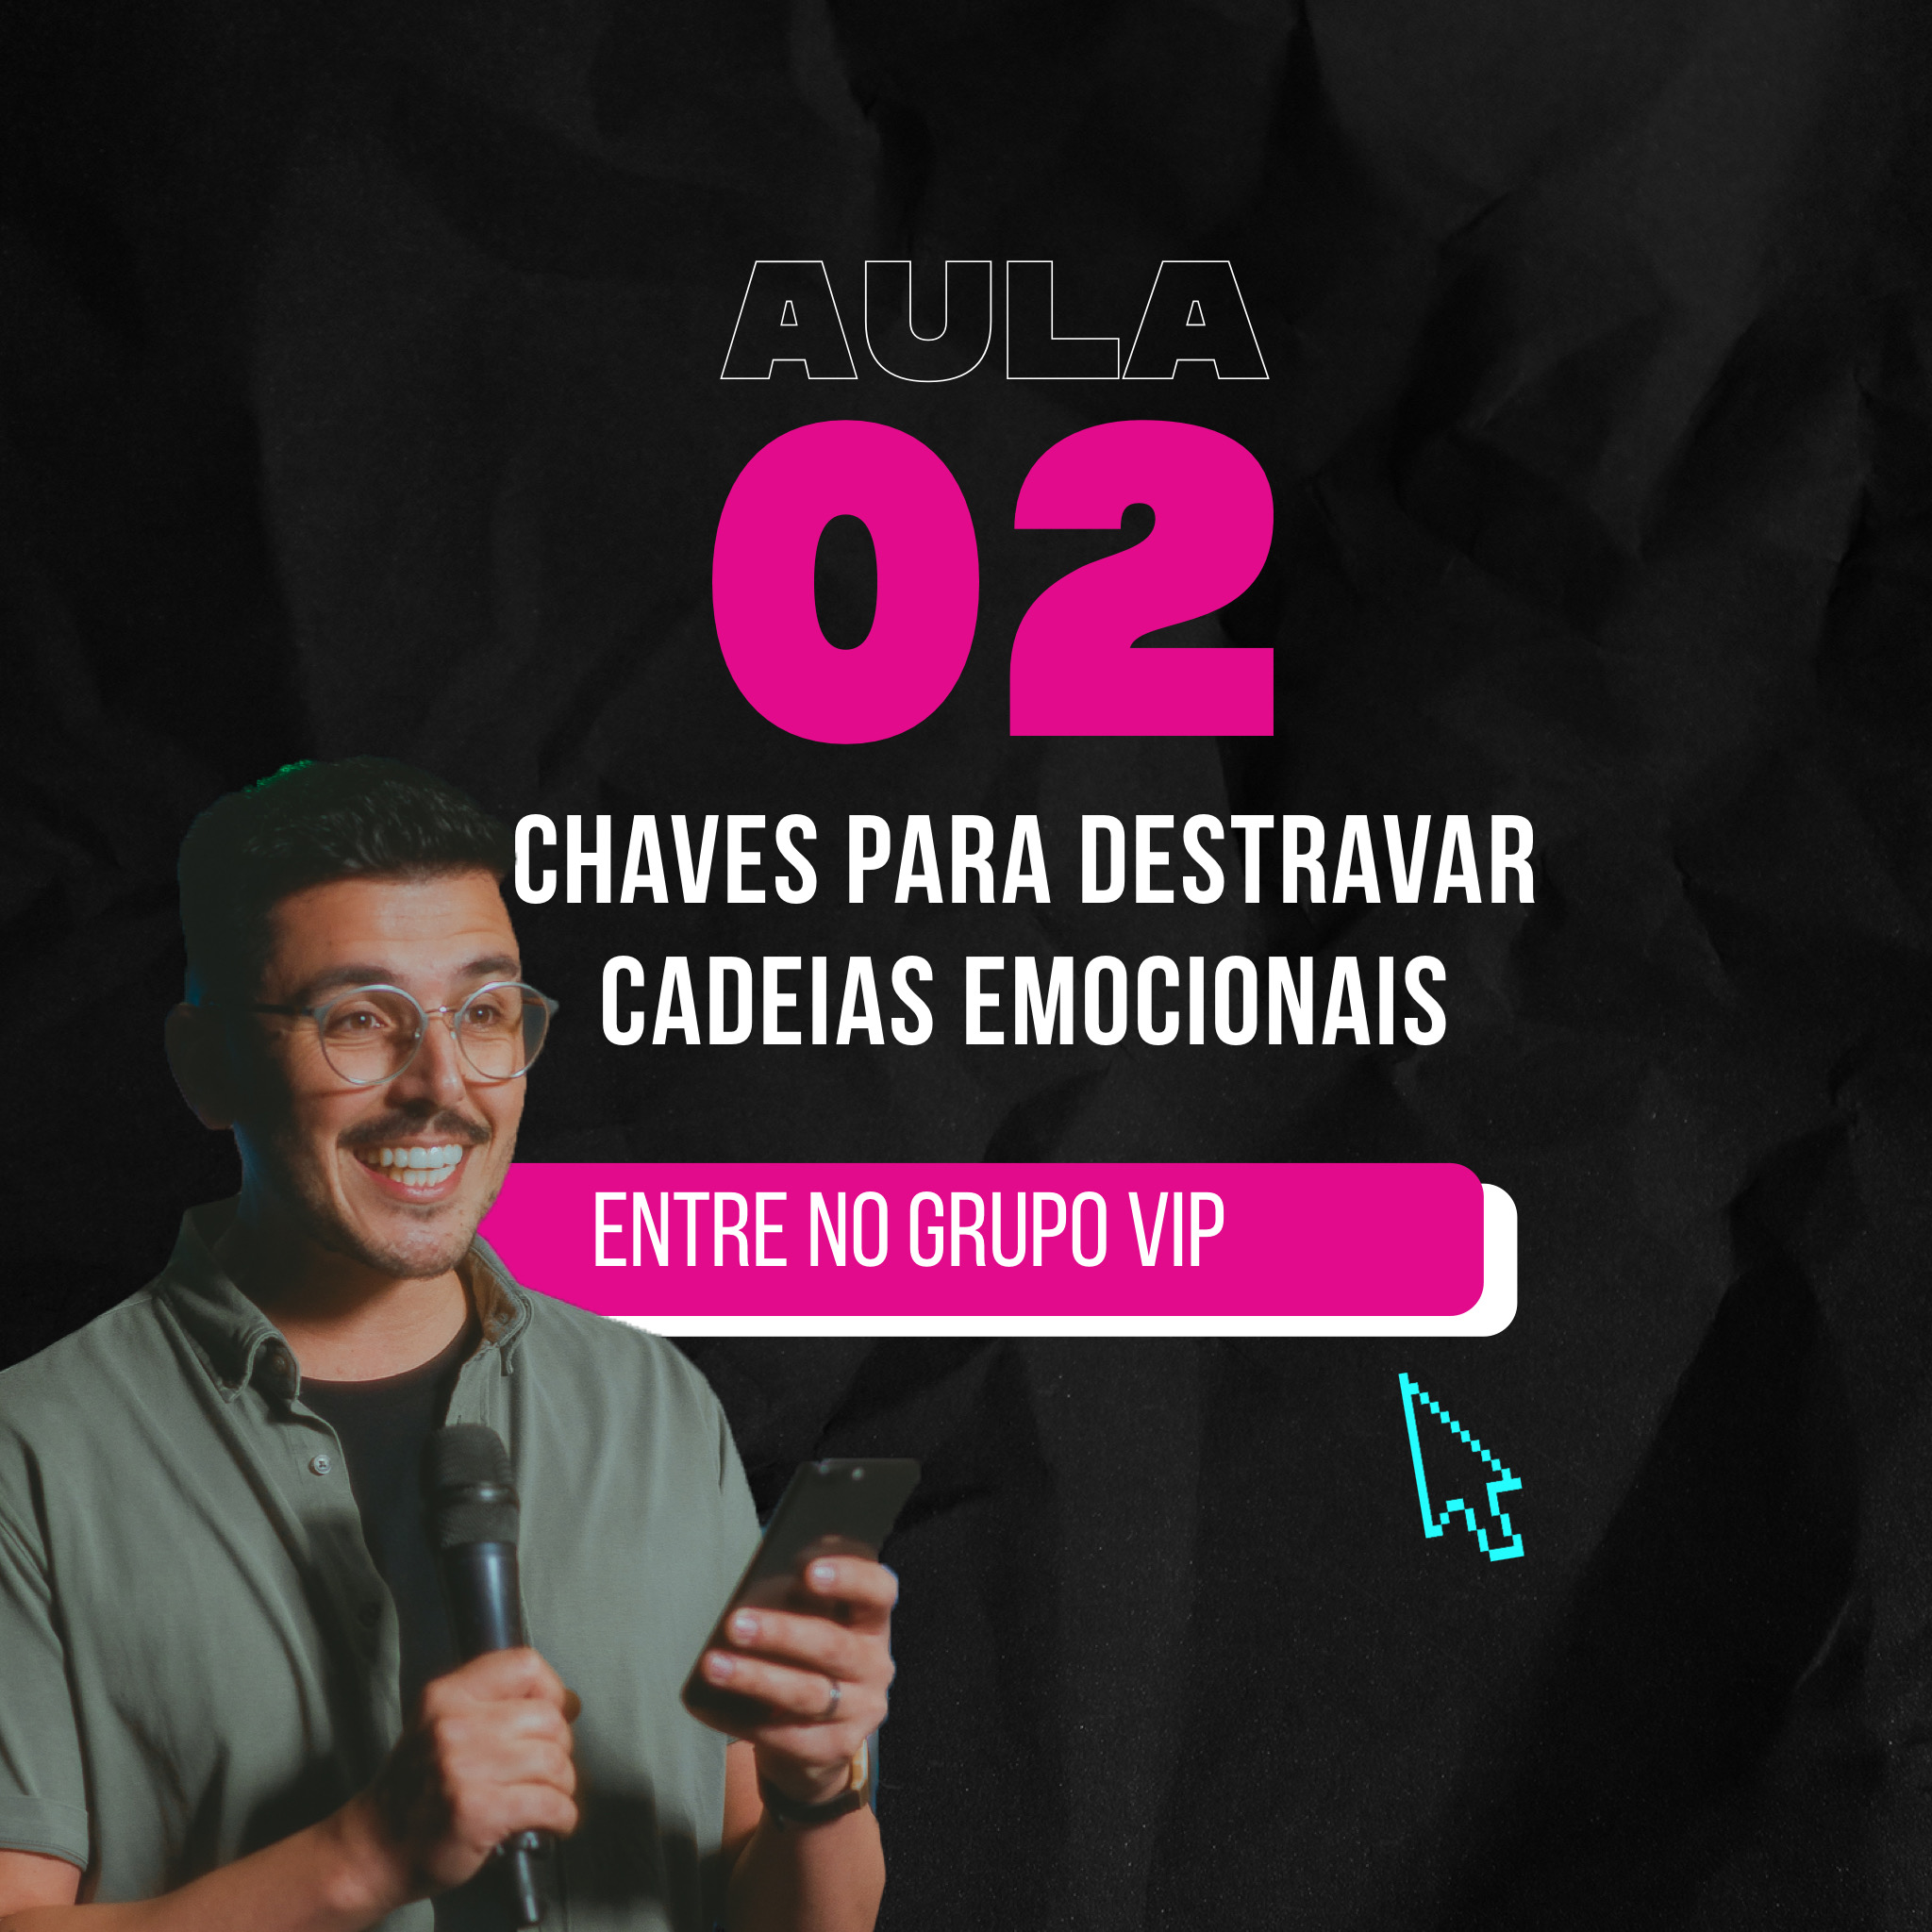 AULA
02
CHAVES PARA DESTRAVAR
CADEIAS EMOCIONAIS
ENTRE NO GRUPO VIP